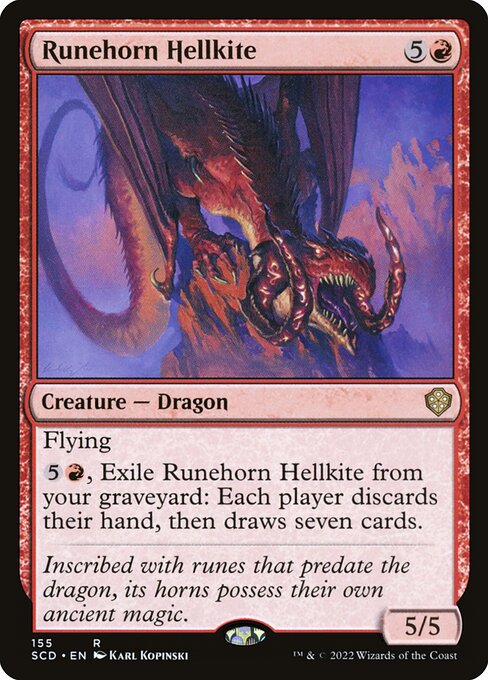 Runehorn Hellkite 5
Creature — Dragon
Flying
5 , Exile Runehorn Hellkite from
your graveyard: Each player discards
their hand, then draws seven cards.
Inscribed with runes that predate the
dragon, its horns possess their own
ancient magic.
5/5
155 R
SCD • EN KARL KOPINSKI
™ & © 2022 Wizards of the Coast